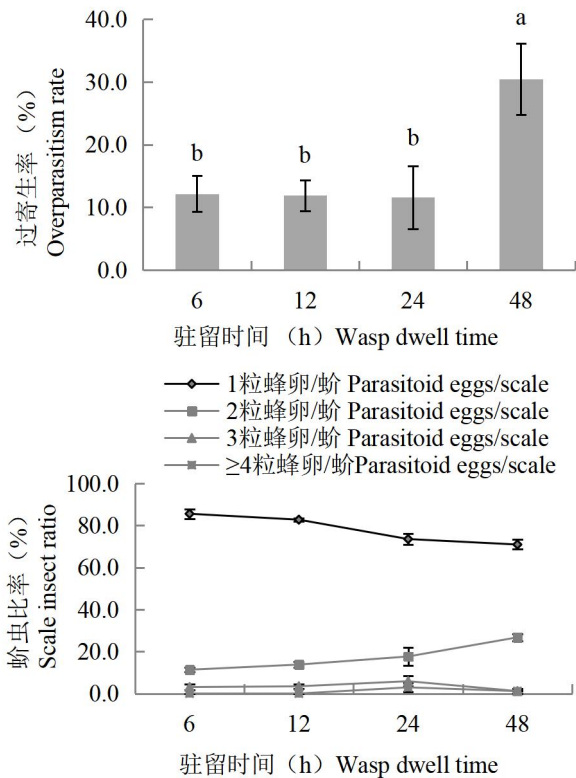 过寄生率（%）
Overparasitism rate
40.0
30.0
20.0
10.0
0.0
b
b
b
a
6
12
24
48
驻留时间（h）Wasp dwell time
1粒蜂卵/蚧 Parasitoid eggs/scale
2粒蜂卵/蚧 Parasitoid eggs/scale
3粒蜂卵/蚧 Parasitoid eggs/scale
≥4粒蜂卵/蚧Parasitoid eggs/scale
蚧虫比率（%）
Scale insect ratio
100.0
80.0
60.0
40.0
20.0
0.0
6
12
24
48
驻留时间（h）Wasp dwell time